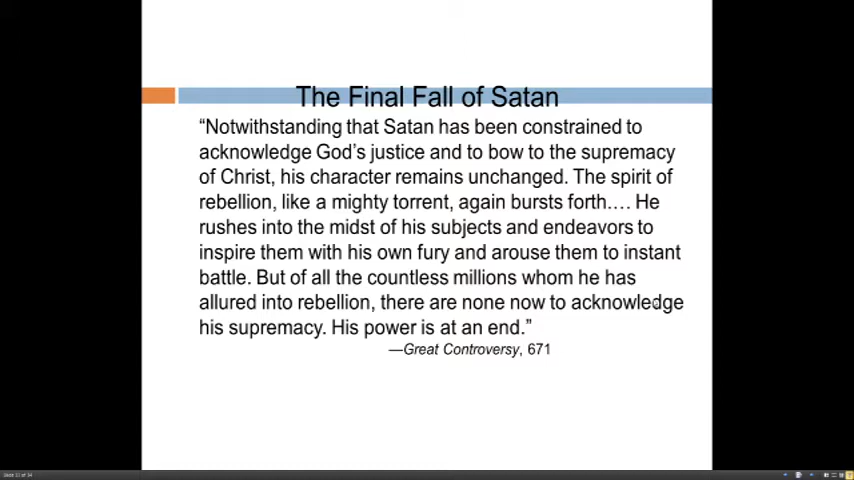 The Final Fall of Satan
“Notwithstanding that Satan has been constrained to
acknowledge God’s justice and to bow to the supremacy
of Christ, his character remains unchanged. The spirit of
rebellion, like a mighty torrent, again bursts forth.… He
rushes into the midst of his subjects and endeavors to
inspire them with his own fury and arouse them to instant
battle. But of all the countless millions whom he has
allured into rebellion, there are none now to acknowledge
his supremacy. His power is at an end.”
—Great Controversy, 671